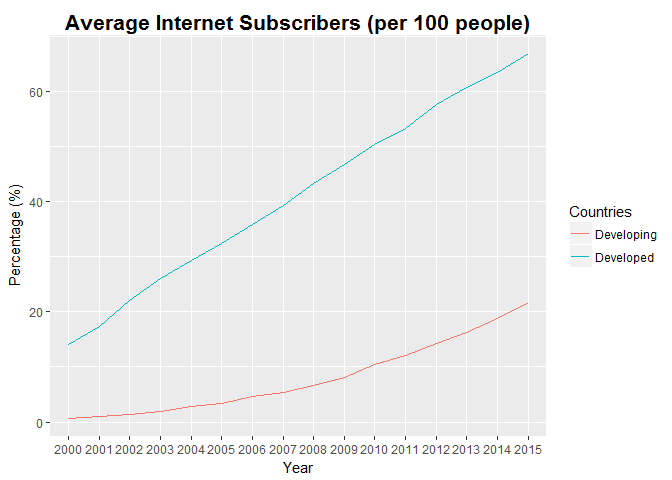 Average Internet Subscribers (per 100 people)
Percentage (%)
60
40
20
0
2000 2001 2002 2003 2004 2005 2006 2007 2008 2009 2010 2011 2012 2013 2014 2015
Year
Countries
Developing
Developed